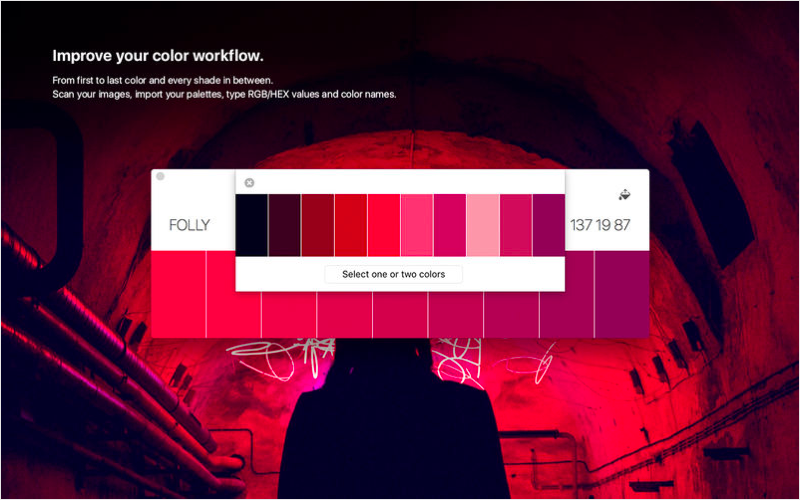 Improve your color workflow.
From first to last color and every shade in between.
Scan your images, import your palettes, type RGB/HEX values and color names.
FOLLY
137 19 87
Select one or two colors